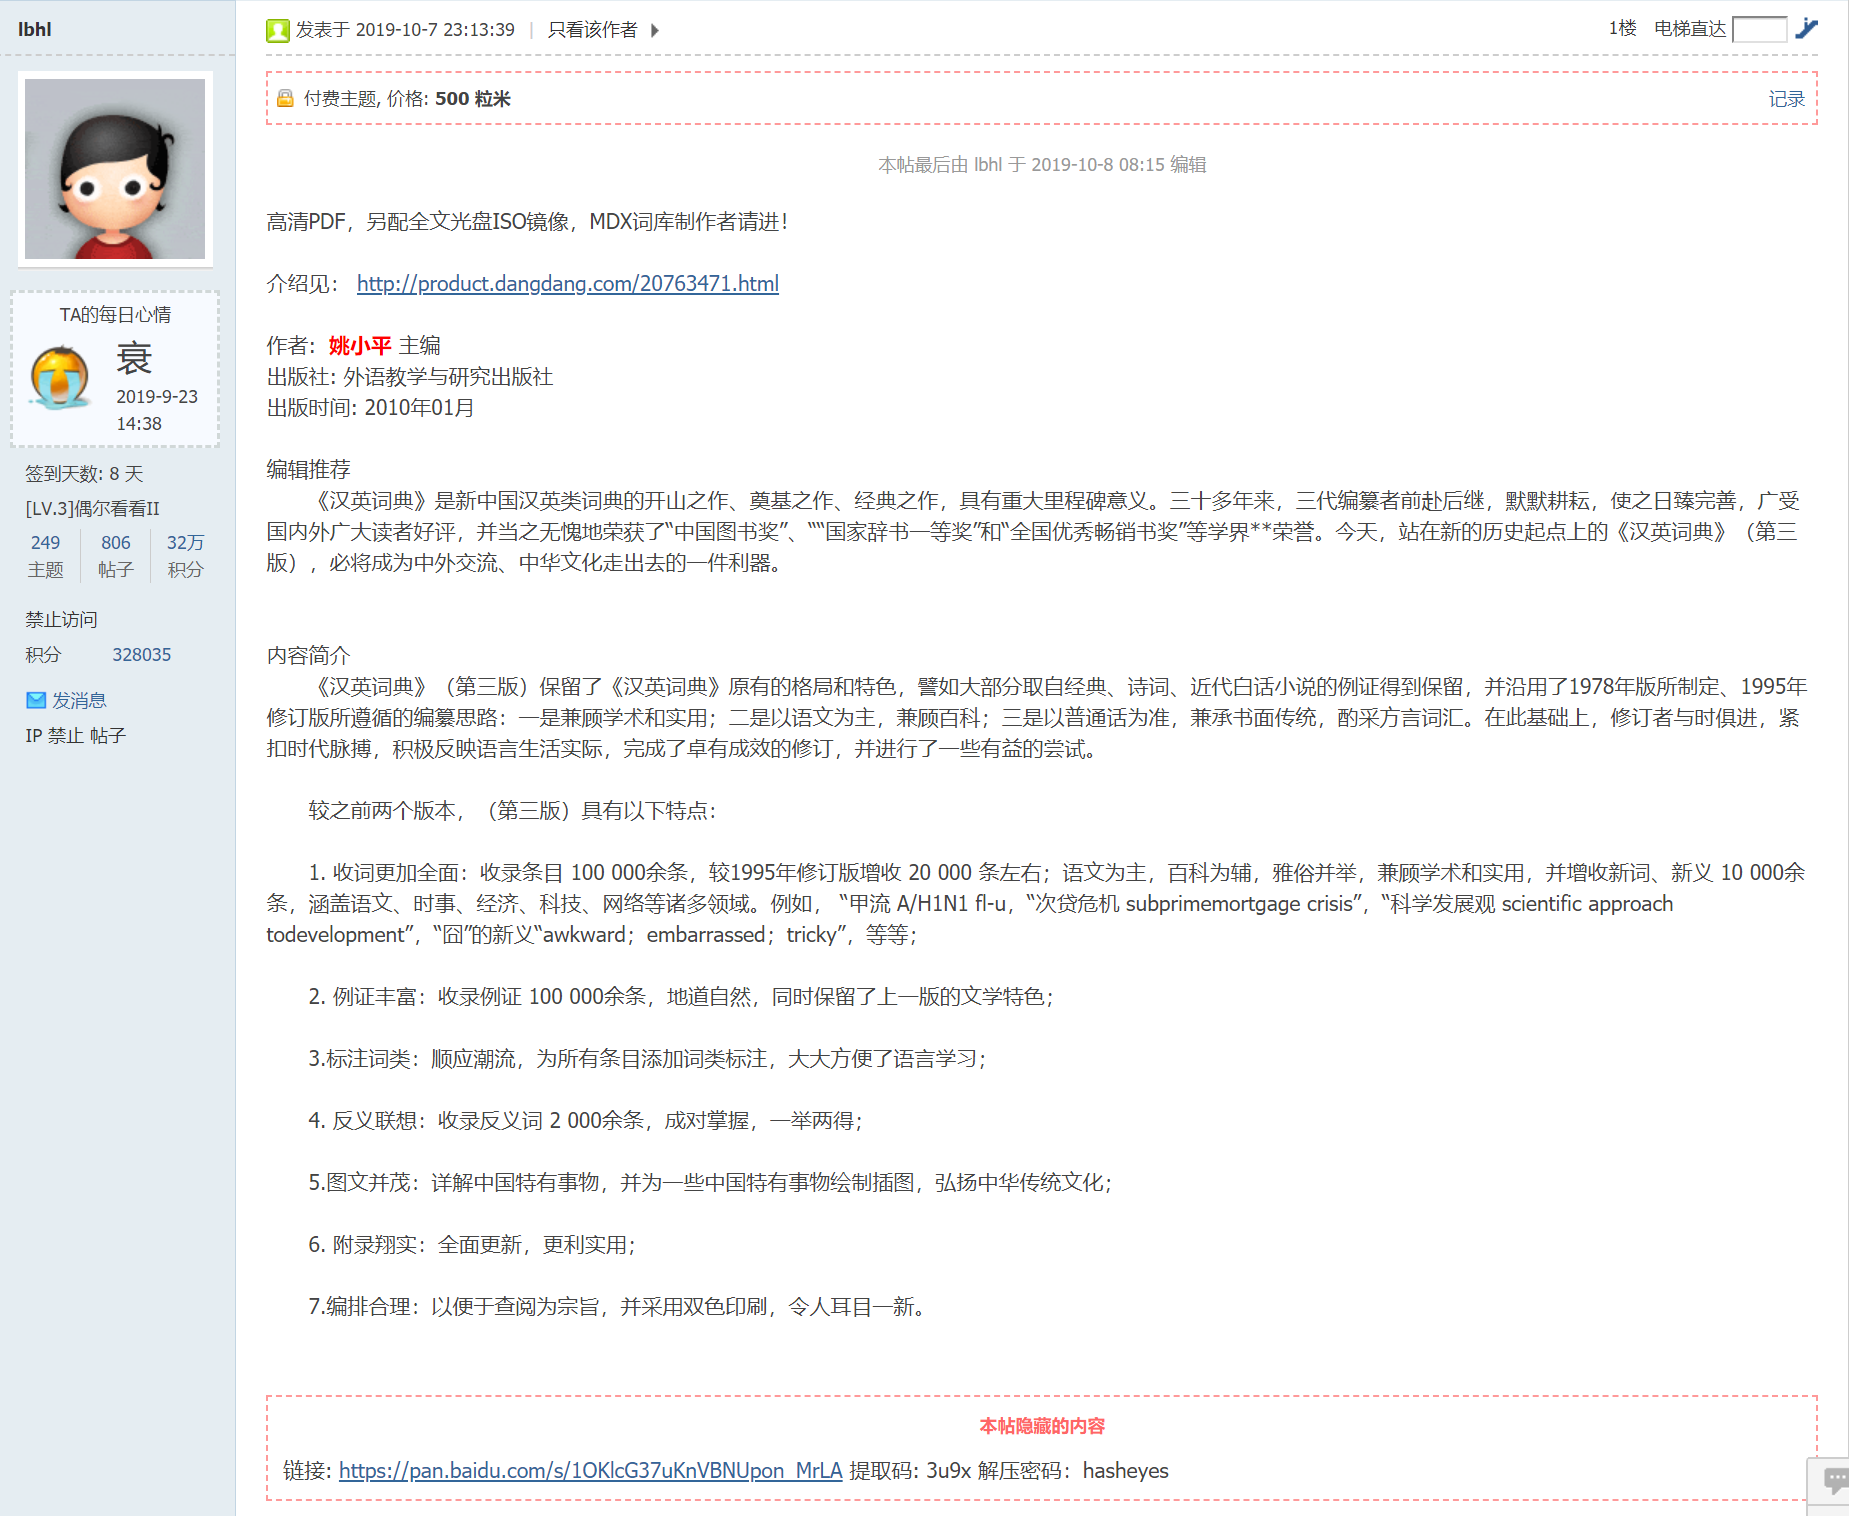 lbhl
发表于 2019-10-7 23:13:39 | 只看该作者
1楼 电梯直达
付费主题, 价格: 500 粒米
记录
本帖最后由 lbhl 于 2019-10-8 08:15 编辑
高清PDF，另配全文光盘ISO镜像，MDX词库制作者请进！
介绍见： http://product.dangdang.com/20763471.html
作者：姚小平 主编
出版社: 外语教学与研究出版社
出版时间: 2010年01月
编辑推荐
《汉英词典》是新中国汉英类词典的开山之作、奠基之作、经典之作，具有重大里程碑意义。三十多年来，三代编纂者前赴后继，默默耕耘，使之日臻完善，广受
国内外广大读者好评，并当之无愧地荣获了“中国图书奖”、““国家辞书一等奖”和“全国优秀畅销书奖”等学界**荣誉。今天，站在新的历史起点上的《汉英词典》（第三
版），必将成为中外交流、中华文化走出去的一件利器。
内容简介
《汉英词典》（第三版）保留了《汉英词典》原有的格局和特色，譬如大部分取自经典、诗词、近代白话小说的例证得到保留，并沿用了1978年版所制定、1995年
修订版所遵循的编纂思路：一是兼顾学术和实用；二是以语文为主，兼顾百科；三是以普通话为准，兼承书面传统，酌采方言词汇。在此基础上，修订者与时俱进，紧
扣时代脉搏，积极反映语言生活实际，完成了卓有成效的修订，并进行了一些有益的尝试。
较之前两个版本，（第三版）具有以下特点：
1. 收词更加全面：收录条目 100 000余条，较1995年修订版增收 20 000 条左右；语文为主，百科为辅，雅俗并举，兼顾学术和实用，并增收新词、新义 10 000余
条，涵盖语文、时事、经济、科技、网络等诸多领域。例如， “甲流 A/H1N1 fl-u，“次贷危机 subprimemortgage crisis”，“科学发展观 scientific approach
todevelopment”，“囧”的新义“awkward；embarrassed；tricky”，等等；
2. 例证丰富：收录例证 100 000余条，地道自然，同时保留了上一版的文学特色；
3.标注词类：顺应潮流，为所有条目添加词类标注，大大方便了语言学习；
4. 反义联想：收录反义词 2 000余条，成对掌握，一举两得；
5.图文并茂：详解中国特有事物，并为一些中国特有事物绘制插图，弘扬中华传统文化；
6. 附录翔实：全面更新，更利实用；
7.编排合理：以便于查阅为宗旨，并采用双色印刷，令人耳目一新。
本帖隐藏的内容
链接: https://pan.baidu.com/s/1OKlcG37uKnVBNUpon_MrLA 提取码: 3u9x 解压密码：hasheyes
TA的每日心情
衰
2019-9-23
14:38
签到天数: 8 天
[LV.3]偶尔看看II
249 806 32万
主题 帖子 积分
禁止访问
积分 328035
发消息
IP 禁止 帖子